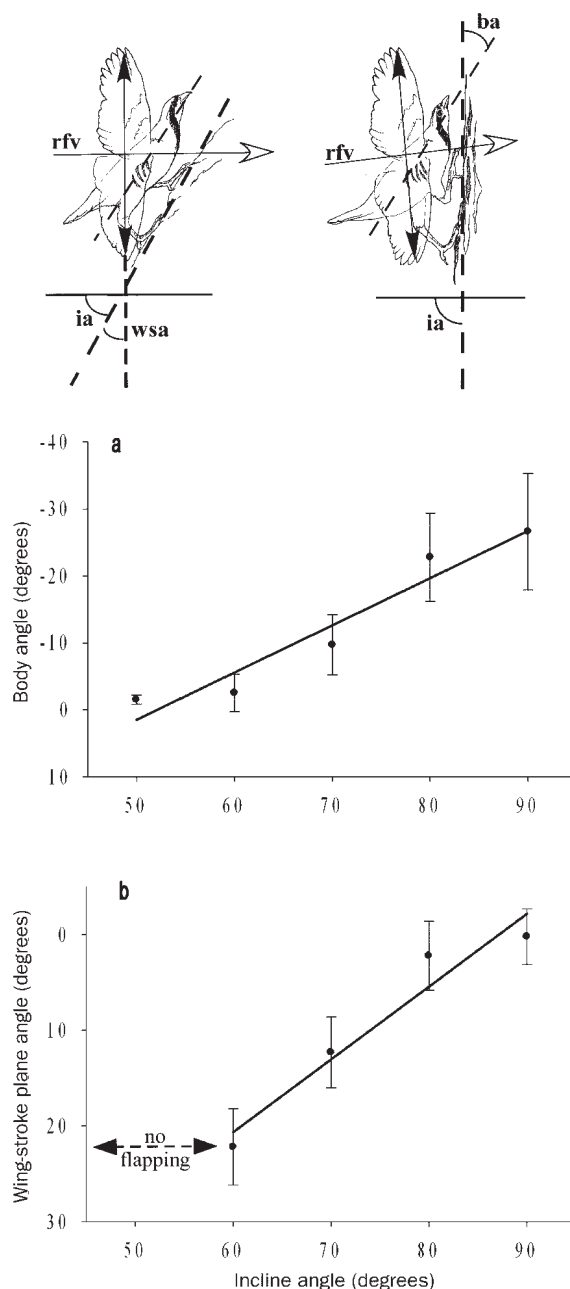 ba
rfv
rfv
ia
wsa
ia
a
-40
-30
-20
-10
0
10
Body angle (degrees)
50 60 70 80 90
b
0
10
20
30
Wing-stroke plane angle (degrees)
no
flapping
50 60 70 80 90
Incline angle (degrees)